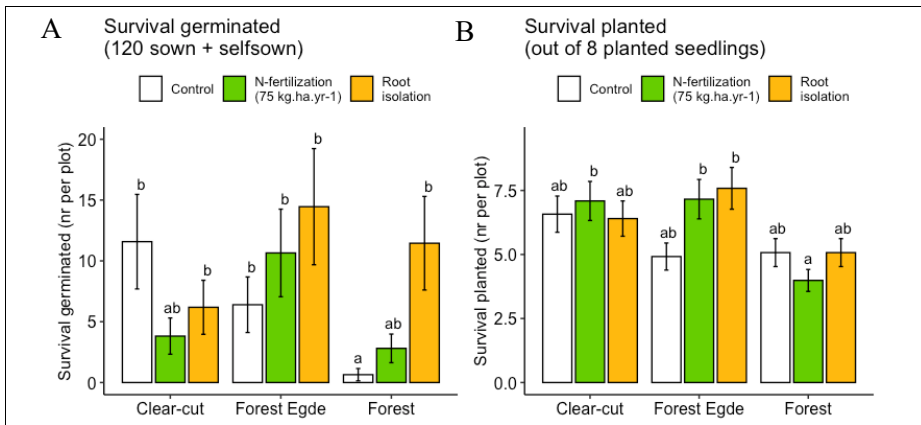 A
Survival germinated
(120 sown + selfsown)
Control
N-fertilization
(75 kg.ha.yr-1)
Root
isolation
Survival germinated (nr per plot)
20
15
10
5
0
b
ab
b
b
b
b
a
ab
b
Clear-cut
Forest Egde
Forest
B
Survival planted
(out of 8 planted seedlings)
Control
N-fertilization
(75 kg.ha.yr-1)
Root
isolation
Survival planted (nr per plot)
7.5
5.0
2.5
0.0
ab
b
ab
ab
b
b
ab
a
ab
Clear-cut
Forest Egde
Forest